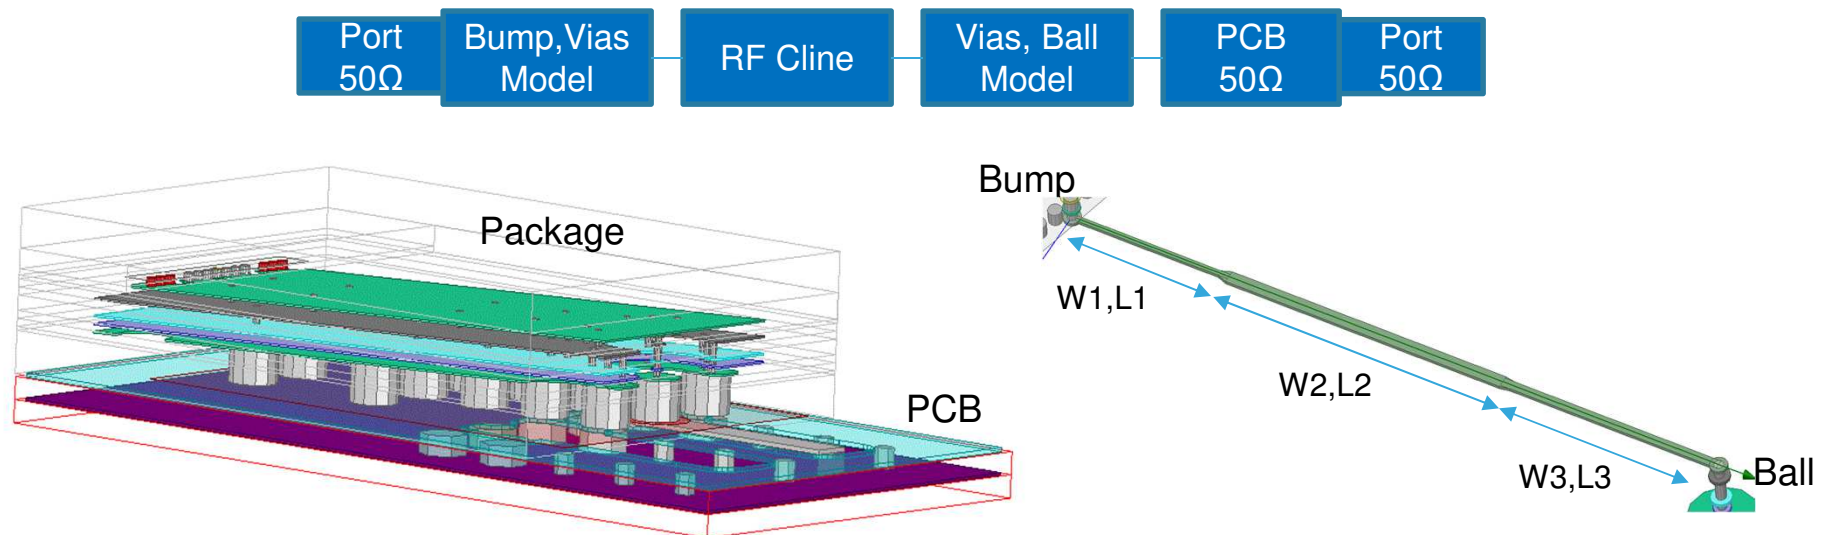 Port
50Ω
Bump,Vias
Model
RF Cline
Vias, Ball
Model
PCB
50Ω
Port
50Ω
Package
PCB
Bump
W1,L1
W2,L2
W3,L3
Ball